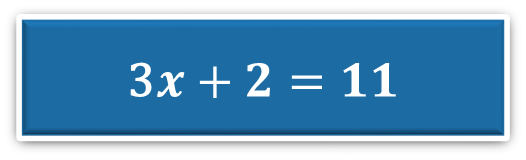 3x + 2 = 11